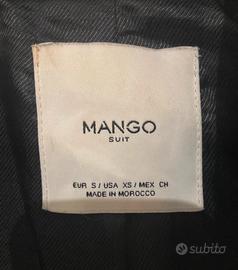 MANGO
SUIT
EUR S / USA XS / MEX CH
MADE IN MOROCCO
subito